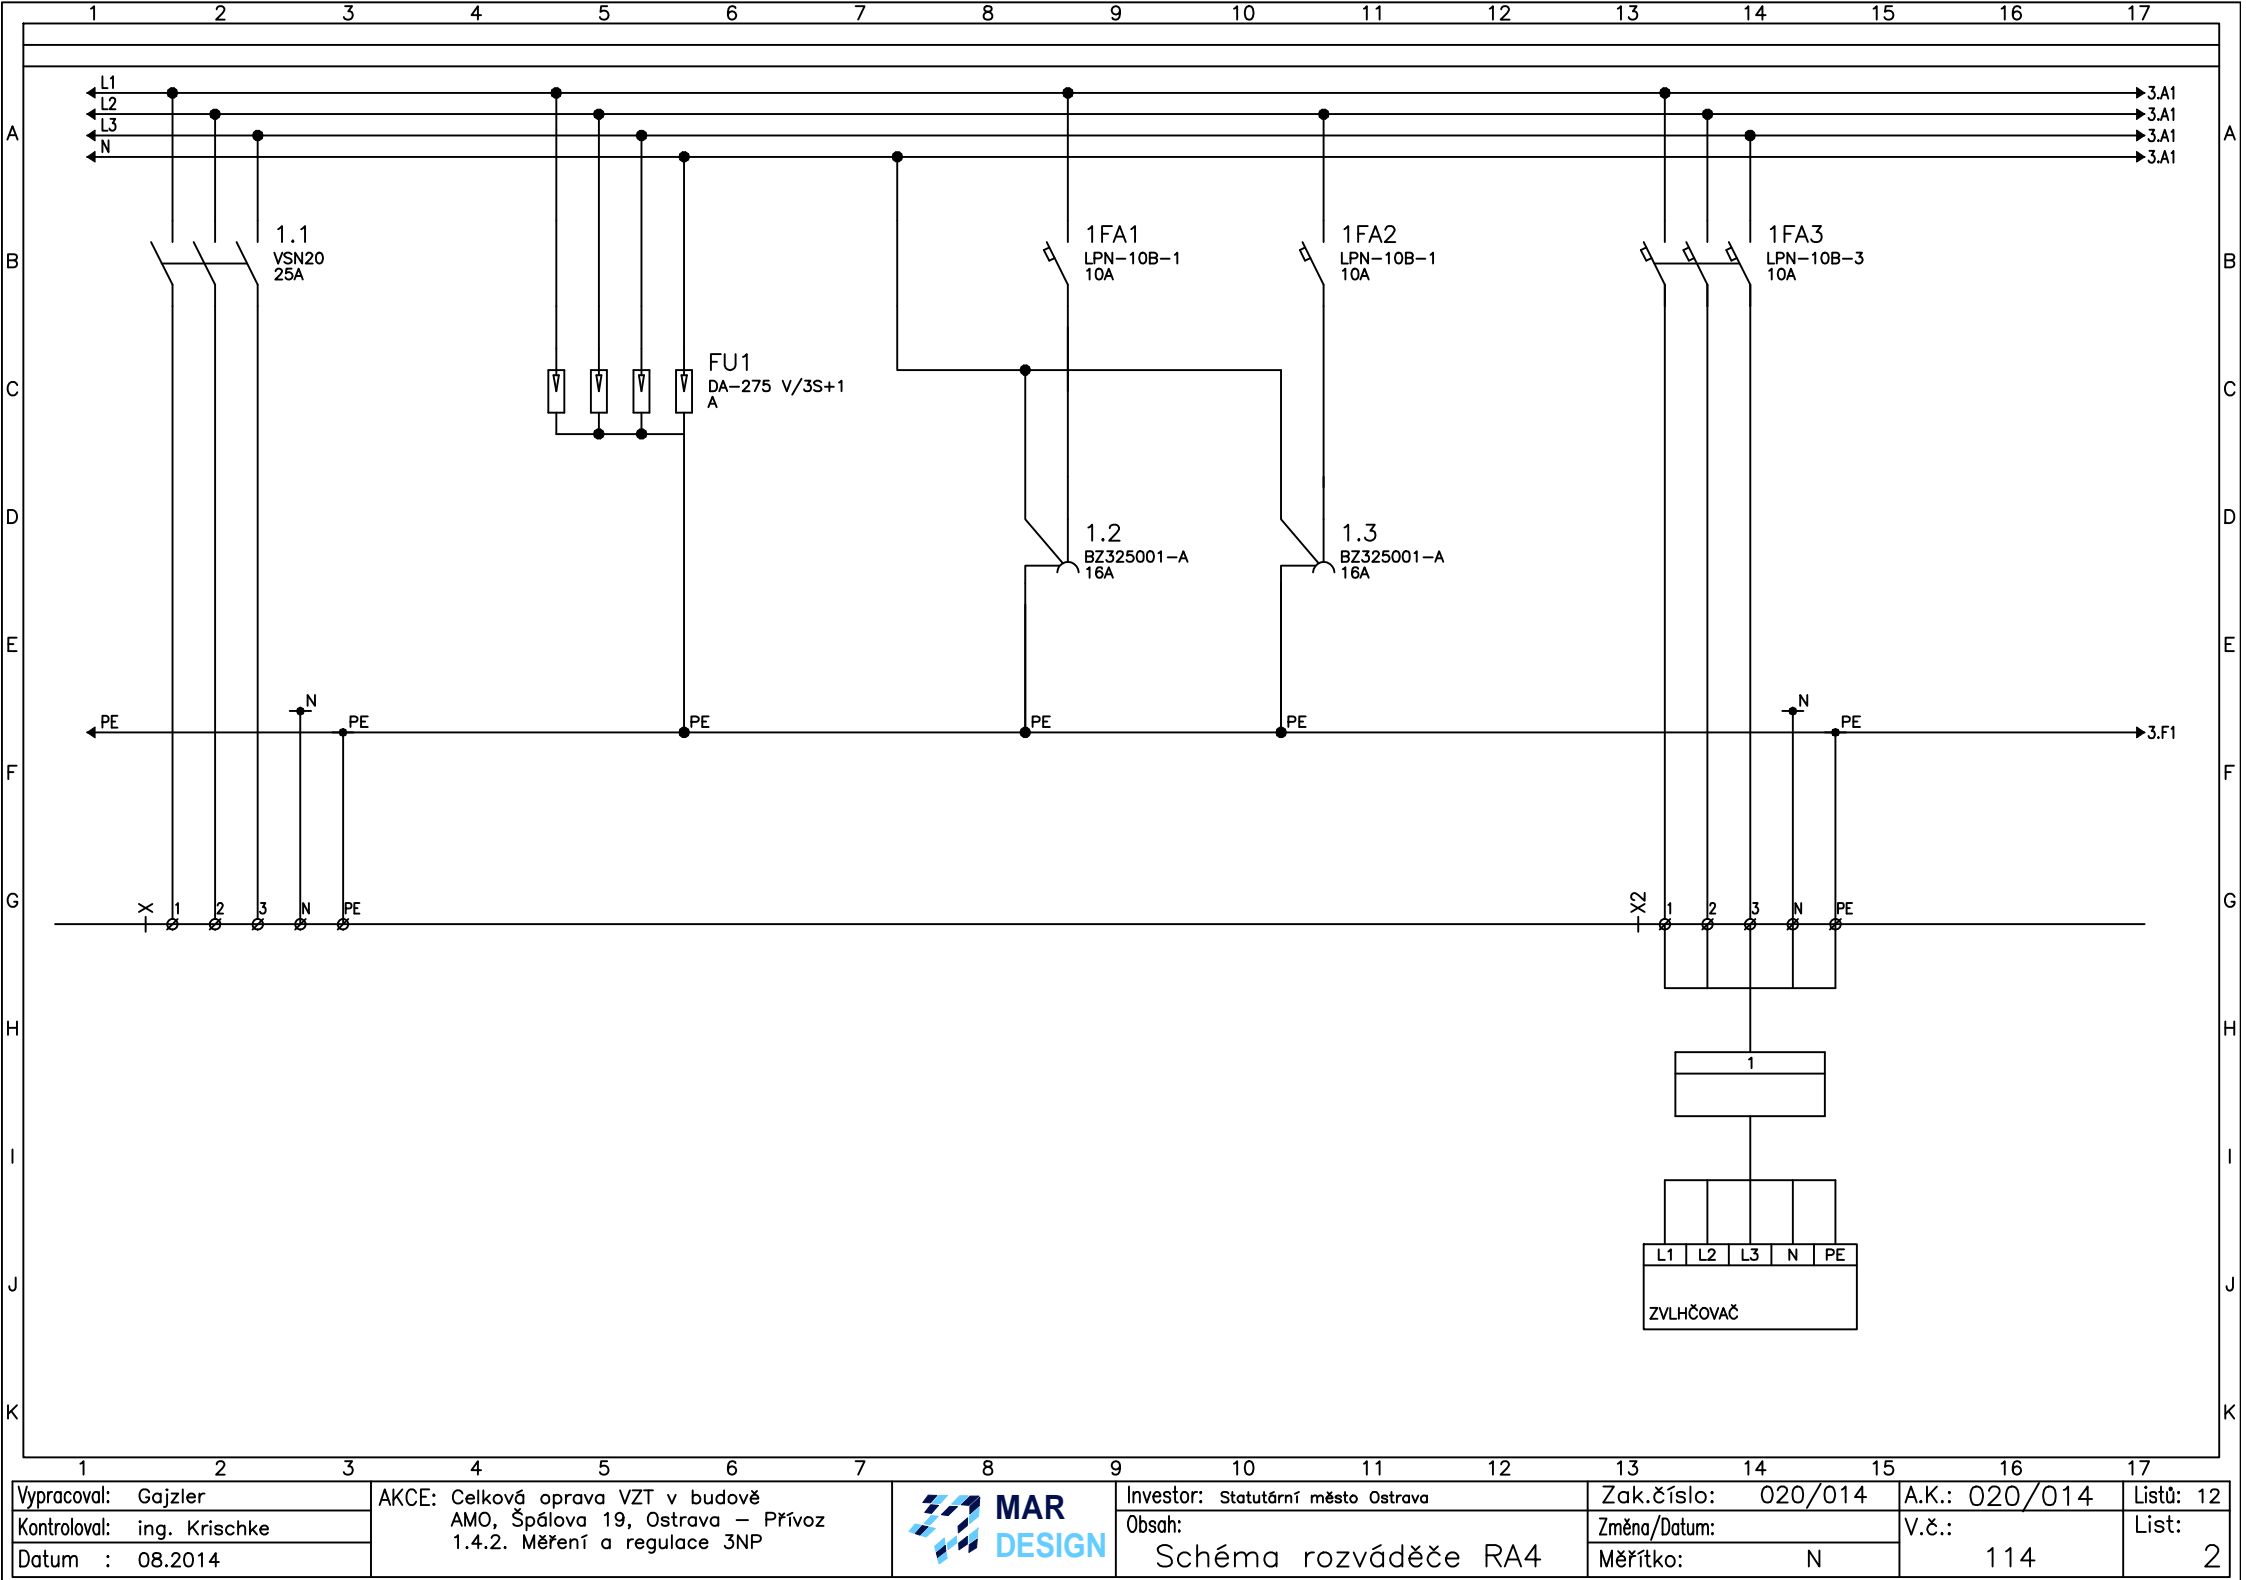 1 2 3 4 5 6 7 8 9 10 11 12 13 14 15 16 17
L1 3.A1
L2 3.A1
A L3 3.A1 A
N 3.A1
1.1 1FA1 1FA2 1FA3
B VSN20 LPN-10B-1 LPN-10B-1 LPN-10B-3 B
25A 10A 10A 10A
FU1
C DA-275 V/3S+1 C
A
D D
1.2 1.3
BZ325001-A BZ325001-A
16A 16A
E E
N N
PE PE PE PE PE PE 3.F1
F F
G X 1 2 3 N PE X2 1 2 3 N PE G
H H
1
I I
L1 L2 L3 N PE
J J
ZVLHČOVAČ
K K
1 2 3 4 5 6 7 8 9 10 11 12 13 14 15 16 17
Vypracoval: Gajzler
Kontroloval: ing. Krischke
Datum : 08.2014
AKCE: Celková oprava VZT v budově
AMO, Špálova 19, Ostrava – Přívoz
1.4.2. Měření a regulace 3NP
MAR
DESIGN
Investor: Statutární město Ostrava
Obsah:
Schéma rozváděče RA4
Zak.číslo: 020/014
Změna/Datum:
Měřítko: N
A.K.: 020/014
V.č.:
114
Listů: 12
List:
2